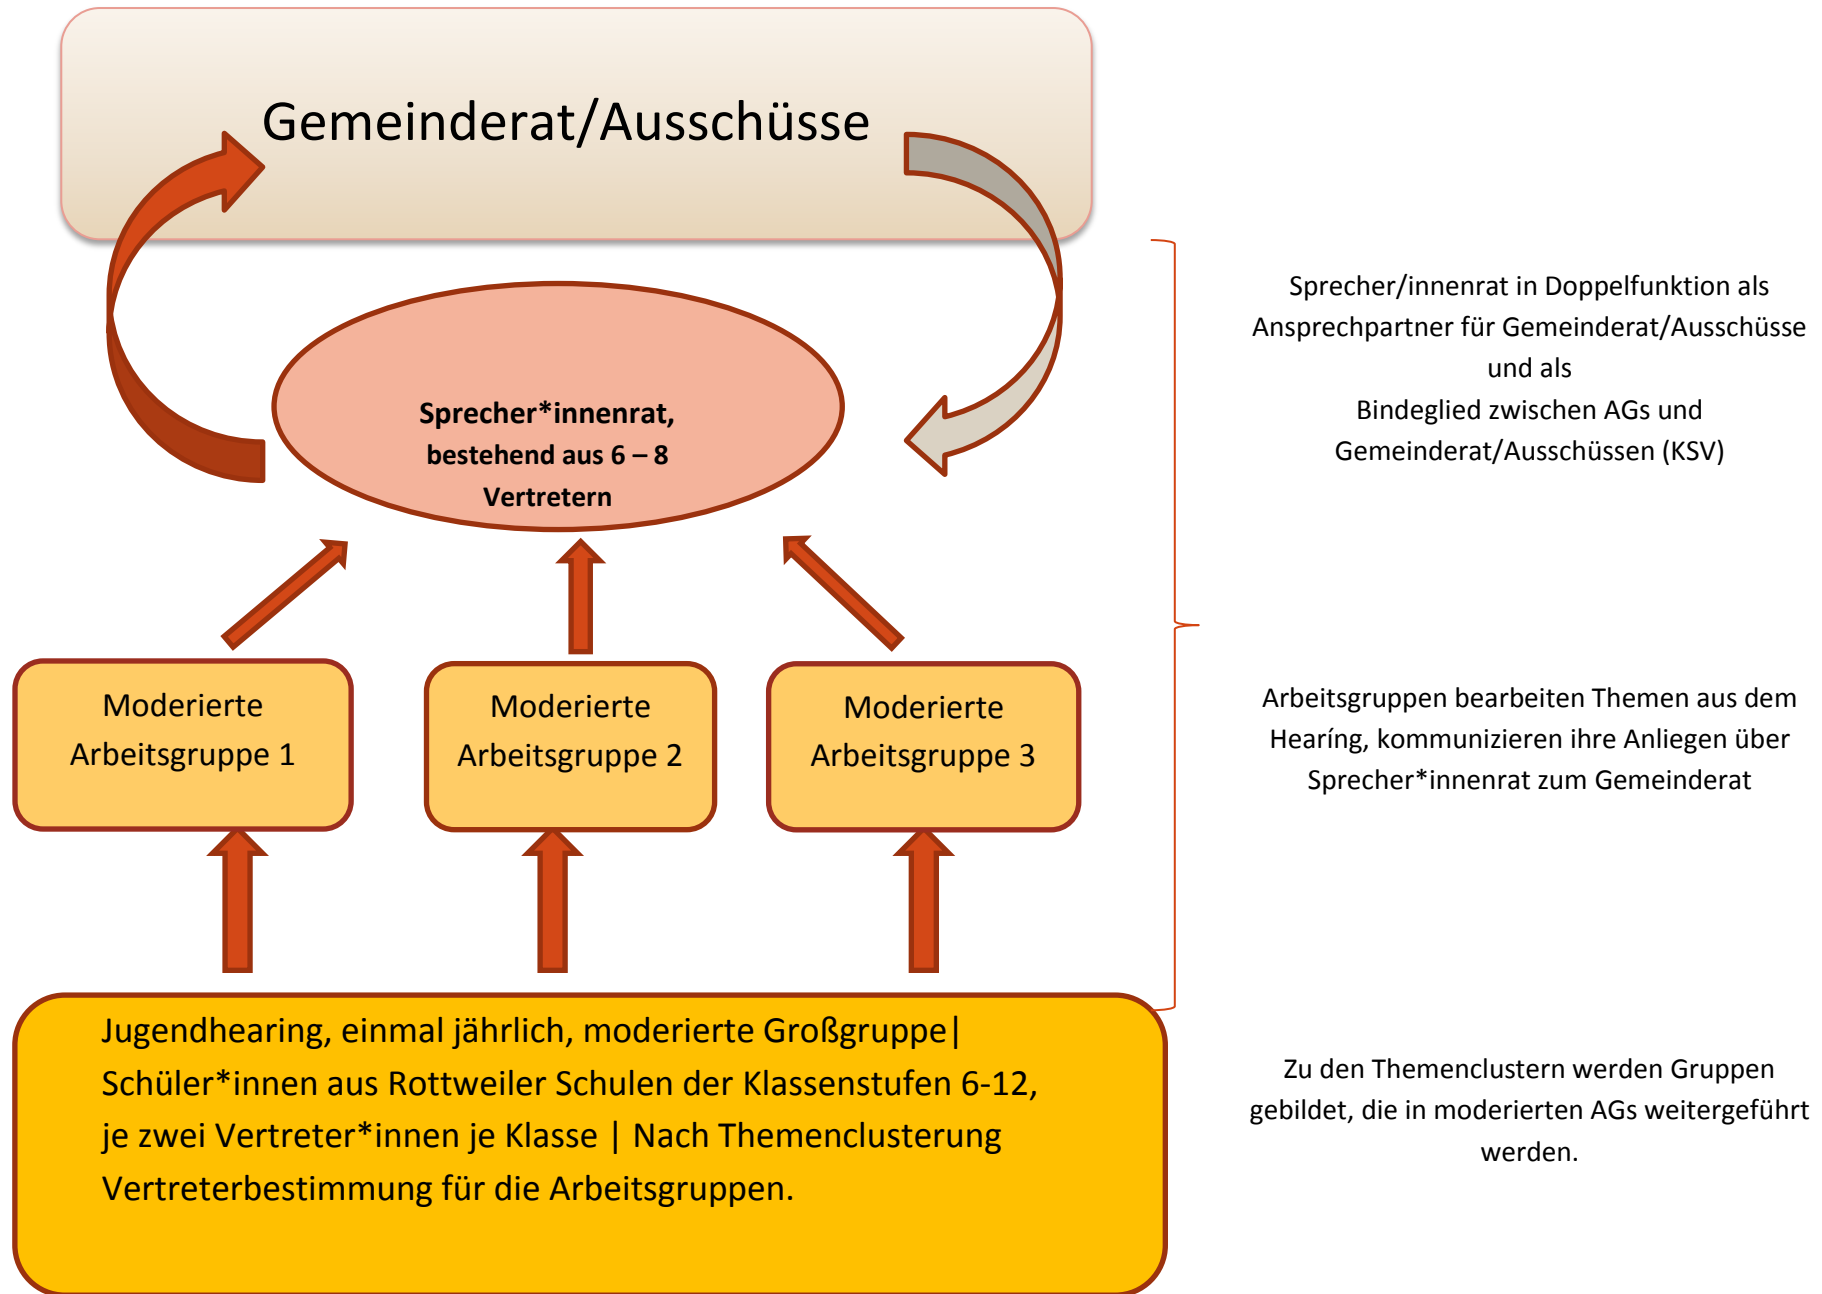 Gemeinderat/Ausschüsse
Sprecher*innenrat,
bestehend aus 6 – 8
Vertretern
Sprecher/innenrat in Doppelfunktion als
Ansprechpartner für Gemeinderat/Ausschüsse
und als
Bindeglied zwischen AGs und
Gemeinderat/Ausschüssen (KSV)
Moderierte
Arbeitsgruppe 1
Moderierte
Arbeitsgruppe 2
Moderierte
Arbeitsgruppe 3
Arbeitsgruppen bearbeiten Themen aus dem
Hearíng, kommunizieren ihre Anliegen über
Sprecher*innenrat zum Gemeinderat
Jugendhearing, einmal jährlich, moderierte Großgruppe|
Schüler*innen aus Rottweiler Schulen der Klassenstufen 6-12,
je zwei Vertreter*innen je Klasse | Nach Themenclusterung
Vertreterbestimmung für die Arbeitsgruppen.
Zu den Themenclustern werden Gruppen
gebildet, die in moderierten AGs weitergeführt
werden.